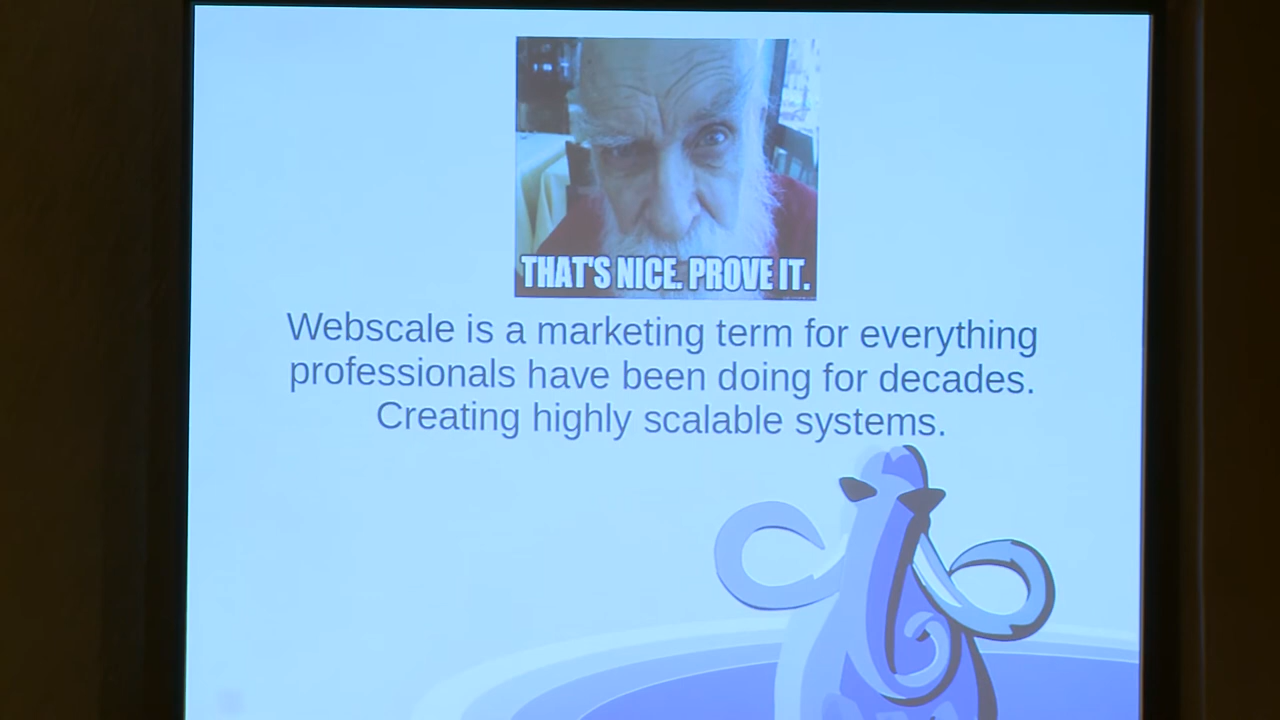 THAT'S NICE. PROVE IT.
Webscale is a marketing term for everything
professionals have been doing for decades.
Creating highly scalable systems.